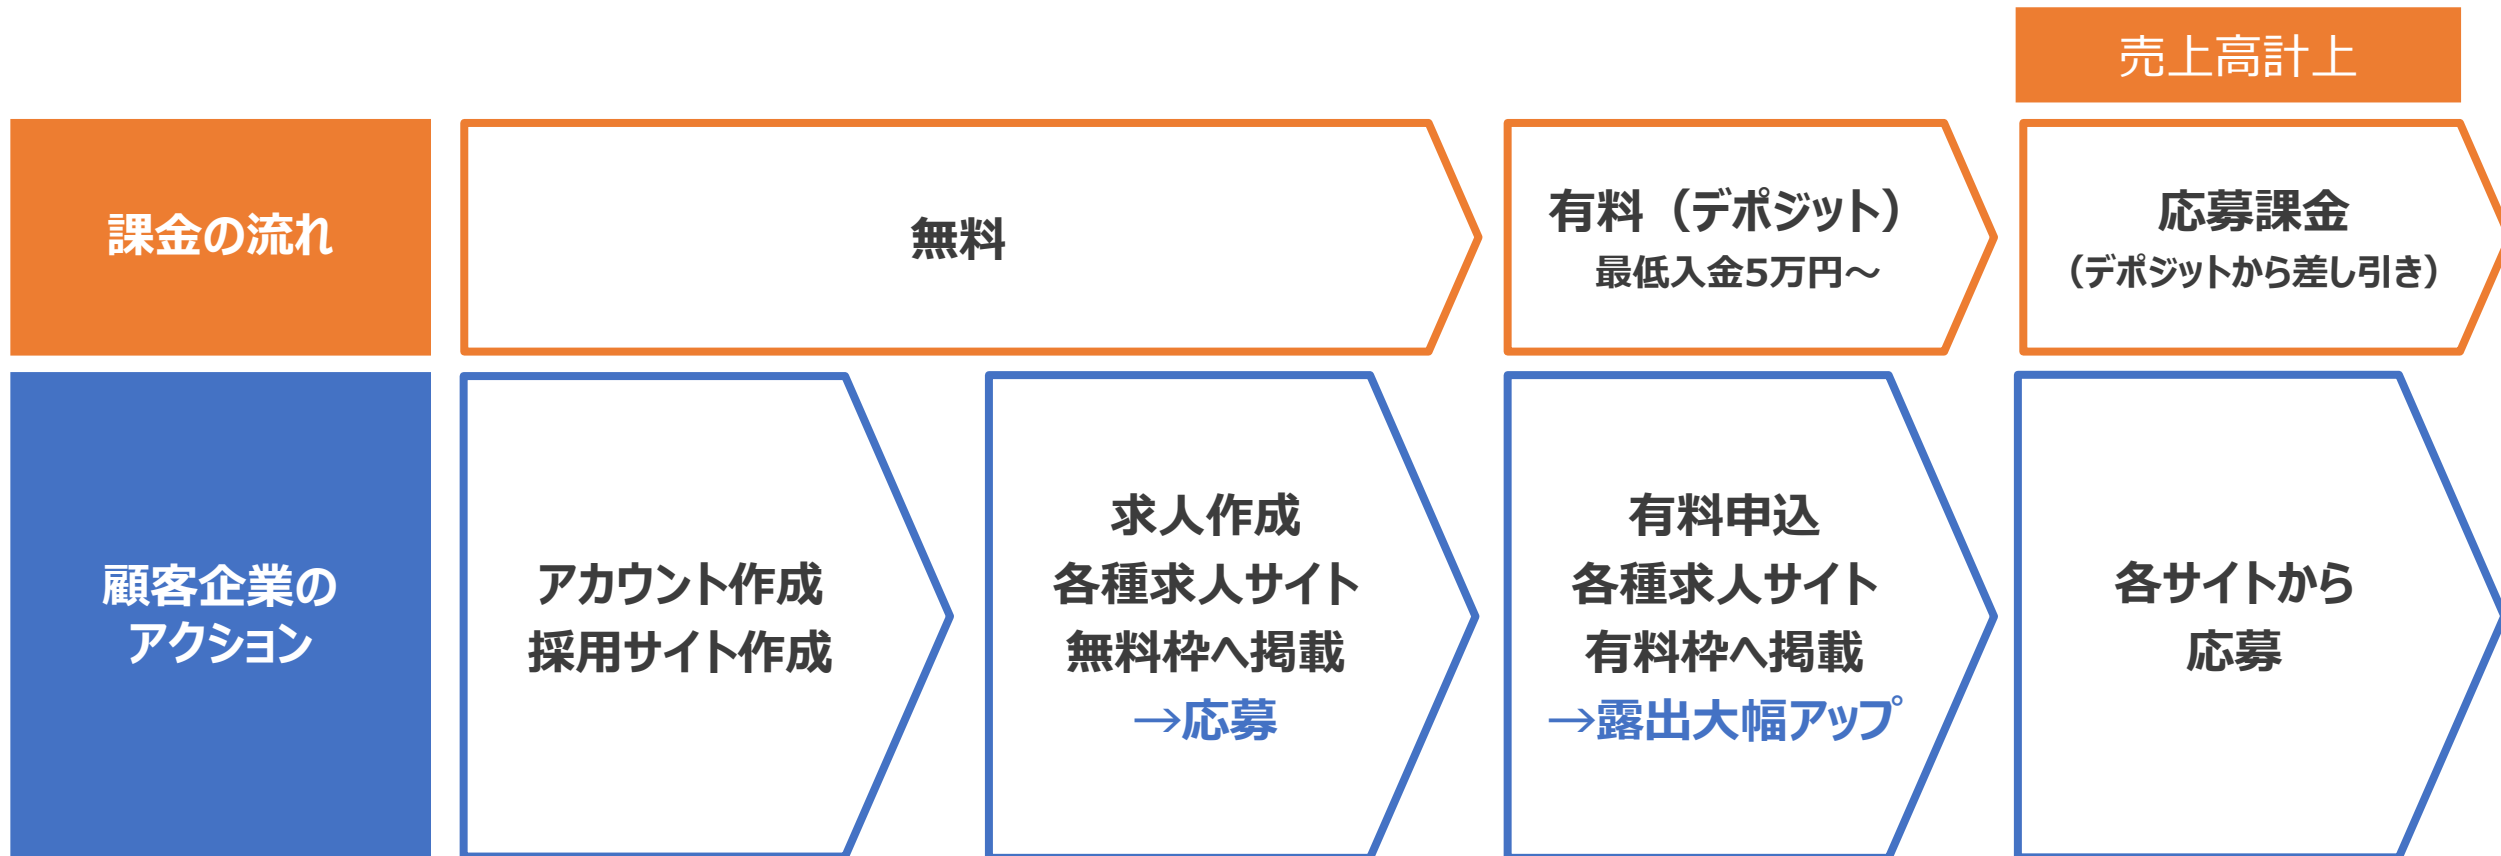 売上高計上
課金の流れ
無料
有料（デポジット）
最低入金5万円～
応募課金
（デポジットから差し引き）
顧客企業の
アクション
アカウント作成
採用サイト作成
求人作成
各種求人サイト
無料枠へ掲載
→応募
有料申込
各種求人サイト
有料枠へ掲載
→露出大幅アップ
各サイトから
応募